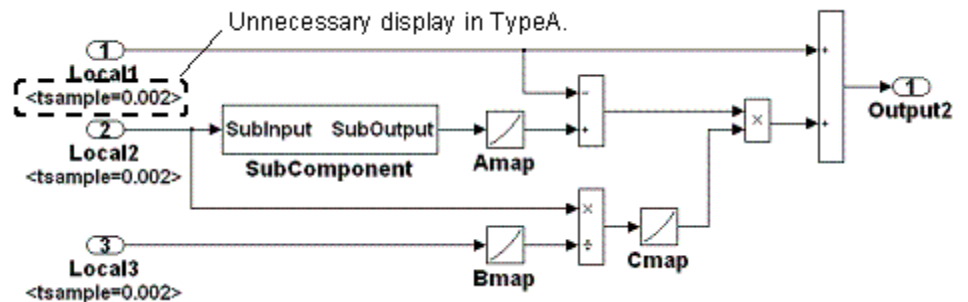 Unnecessary display in TypeA.
1
Local1
<tsample=0.002>
2
Local2
<tsample=0.002>
SubInput SubOutput
SubComponent
Amap
-
+
×
+
+
1
Output2
×
÷
Cmap
3
Local3
<tsample=0.002>
Bmap